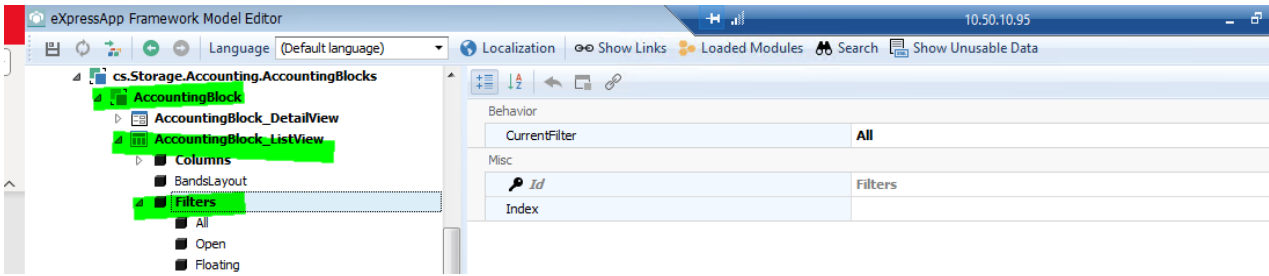 eXpressApp Framework Model Editor
10.50.10.95
Language (Default language) Localization Show Links Loaded Modules Search Show Unusable Data
cs.Storage.Accounting.AccountingBlocks
AccountingBlock
AccountingBlock_DetailView
AccountingBlock_ListView
Columns
BandsLayout
Filters
All
Open
Floating
Behavior
CurrentFilter All
Misc
Id Filters
Index